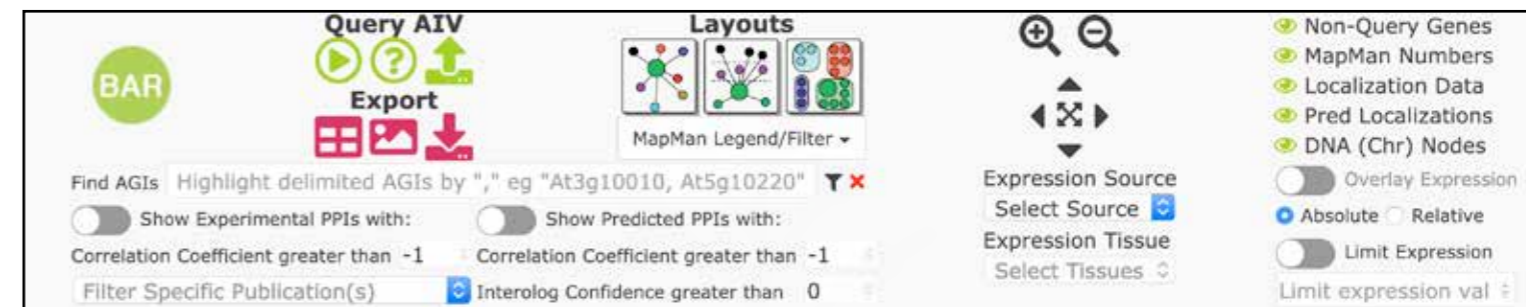 Query AIV
BAR
Export
Layouts
MapMan Legend/Filter
Find AGIs Highlight delimited AGIs by "," eg "At3g10010, At5g10220"
Show Experimental PPIs with:
Show Predicted PPIs with:
Correlation Coefficient greater than -1
Correlation Coefficient greater than -1
Filter Specific Publication(s)
Interolog Confidence greater than 0
Expression Source
Select Source
Expression Tissue
Select Tissues
Non-Query Genes
MapMan Numbers
Localization Data
Pred Localizations
DNA (Chr) Nodes
Overlay Expression
Absolute Relative
Limit Expression
Limit expression val